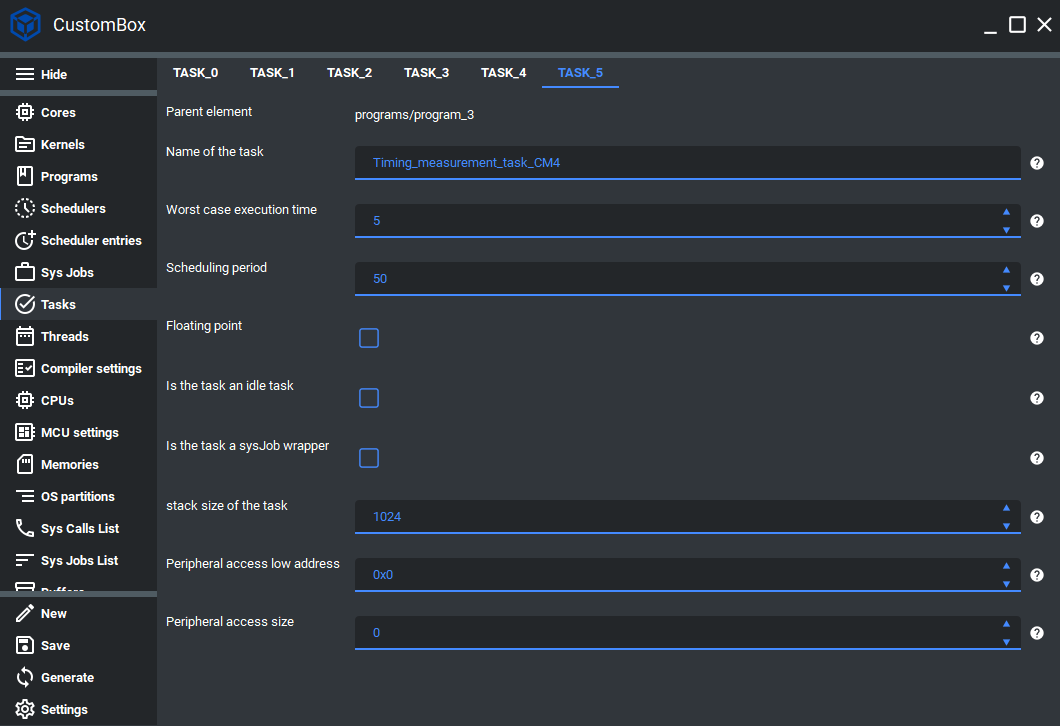 CustomBox
Hide
Cores
Kernels
Programs
Schedulers
Scheduler entries
Sys Jobs
Tasks
Threads
Compiler settings
CPUs
MCU settings
Memories
OS partitions
Sys Calls List
Sys Jobs List
Buffers
New
Save
Generate
Settings
TASK_0 TASK_1 TASK_2 TASK_3 TASK_4 TASK_5
Parent element programs/program_3
Name of the task Timing_measurement_task_CM4
Worst case execution time 5
Scheduling period 50
Floating point
Is the task an idle task
Is the task a sysJob wrapper
stack size of the task 1024
Peripheral access low address 0x0
Peripheral access size 0